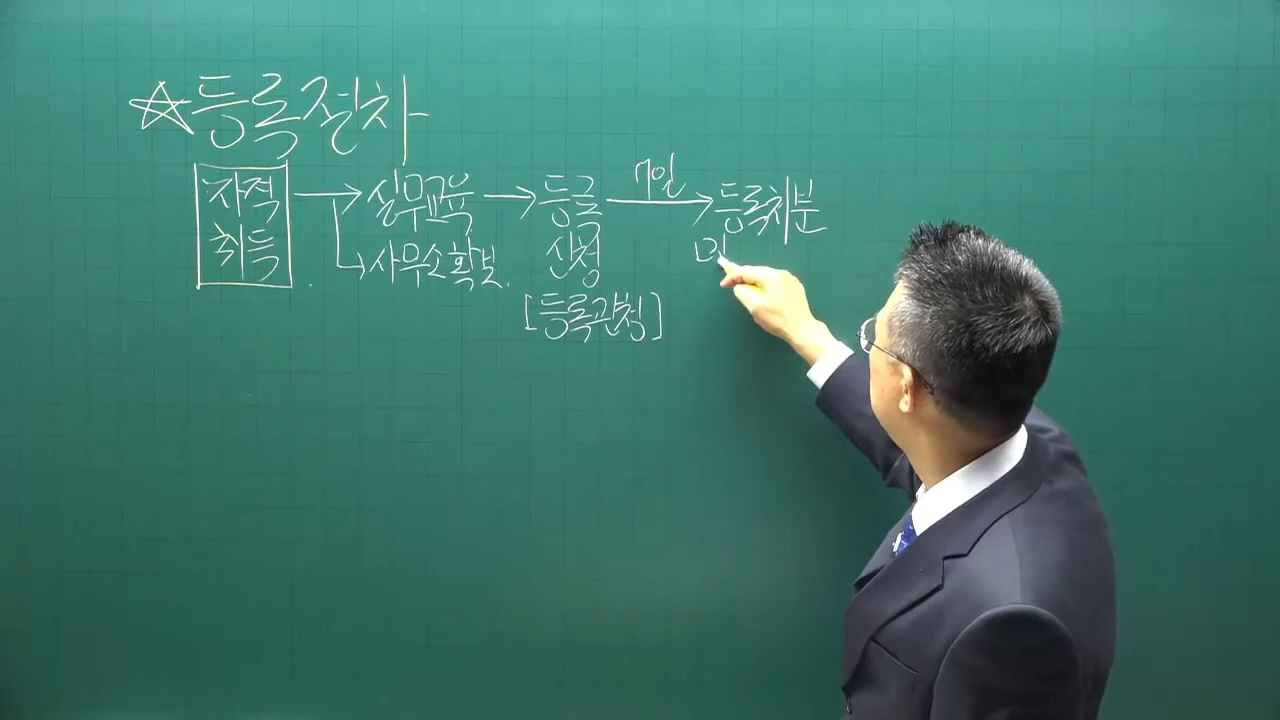 ☆등록절차
자격 → 실무교육 → 등록 7일 → 등록처분
취득 → 사무소확보. 신청 및
[등록관청]